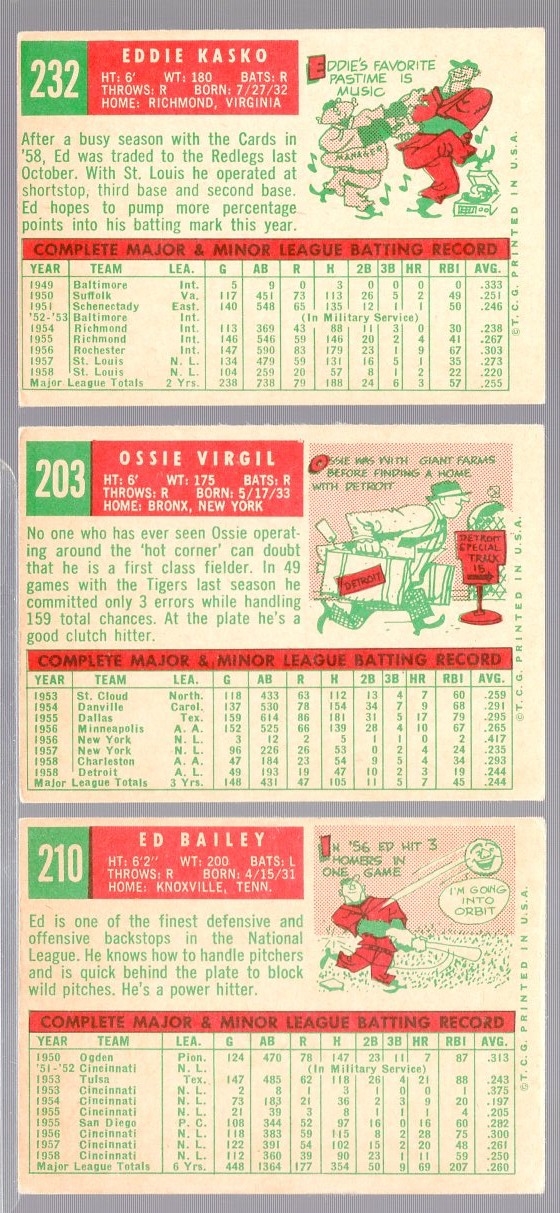 232
EDDIE KASKO
HT: 6' WT: 180 BATS: R
THROWS: R BORN: 7/27/32
HOME: RICHMOND, VIRGINIA
EDDIE'S FAVORITE
PASTIME IS
MUSIC
MANAGER
After a busy season with the Cards in
'58, Ed was traded to the Redlegs last
October. With St. Louis he operated at
shortstop, third base and second base.
Ed hopes to pump more percentage
points into his batting mark this year.
COMPLETE MAJOR & MINOR LEAGUE BATTING RECORD
YEAR TEAM LEA. G AB R H 2B 3B HR RBI AVG.
1949 Baltimore Int. 5 9 0 3 0 0 0 0 .333
1950 Suffolk Va. 117 451 73 113 26 5 2 49 .251
1951 Schenectady East. 140 548 65 135 12 1 1 50 .246
'52-'53 Baltimore Int. (In Military Service)
1954 Richmond Int. 113 369 43 88 11 3 0 30 .238
1955 Richmond Int. 146 546 59 146 20 2 4 41 .267
1956 Rochester Int. 147 590 83 179 23 1 9 67 .303
1957 St. Louis N. L. 134 479 59 131 16 5 1 35 .273
1958 St. Louis N. L. 104 259 20 57 8 1 2 22 .220
Major League Totals 2 Yrs. 238 738 79 188 24 6 3 57 .255
© T. C. G. PRINTED IN U. S. A.
203
OSSIE VIRGIL
HT: 6' WT: 175 BATS: R
THROWS: R BORN: 5/17/33
HOME: BRONX, NEW YORK
OSSIE WAS WITH GIANT FARMS
BEFORE FINDING A HOME
WITH DETROIT
DETROIT
SPECIAL
TRACK
15
DETROIT
No one who has ever seen Ossie operat-
ing around the 'hot corner' can doubt
that he is a first class fielder. In 49
games with the Tigers last season he
committed only 3 errors while handling
159 total chances. At the plate he's a
good clutch hitter.
COMPLETE MAJOR & MINOR LEAGUE BATTING RECORD
YEAR TEAM LEA. G AB R H 2B 3B HR RBI AVG.
1953 St. Cloud North. 118 433 63 112 13 4 7 60 .259
1954 Danville Carol. 137 530 78 154 34 7 9 68 .291
1955 Dallas Tex. 159 614 86 181 31 5 17 79 .295
1956 Minneapolis A. A. 152 525 66 139 28 4 10 67 .265
1956 New York N. L. 3 12 2 5 1 1 0 2 .417
1957 New York N. L. 96 226 26 53 0 2 4 24 .235
1958 Charleston A. A. 47 184 23 54 9 5 4 34 .293
1958 Detroit A. L. 49 193 19 47 10 2 3 19 .244
Major League Totals 3 Yrs. 148 431 47 105 11 5 7 45 .244
© T. C. G. PRINTED IN U. S. A.
210
ED BAILEY
HT: 6'2" WT: 200 BATS: L
THROWS: R BORN: 4/15/31
HOME: KNOXVILLE, TENN.
IN '56 ED HIT 3
HOMERS IN
ONE GAME
I'M GOING
INTO
ORBIT
Ed is one of the finest defensive and
offensive backstops in the National
League. He knows how to handle pitchers
and is quick behind the plate to block
wild pitches. He's a power hitter.
COMPLETE MAJOR & MINOR LEAGUE BATTING RECORD
YEAR TEAM LEA. G AB R H 2B 3B HR RBI AVG.
1950 Ogden Pion. 124 470 78 147 23 11 7 87 .313
'51-'52 Cincinnati N. L. (In Military Service)
1953 Tulsa Tex. 147 485 62 118 26 4 21 88 .243
1953 Cincinnati N. L. 2 8 1 3 1 0 0 1 .375
1954 Cincinnati N. L. 73 183 21 36 2 3 9 20 .197
1955 Cincinnati N. L. 21 39 3 8 1 1 1 4 .205
1955 San Diego P. C. 108 344 52 97 16 0 16 60 .282
1956 Cincinnati N. L. 118 383 59 115 8 2 28 75 .300
1957 Cincinnati N. L. 122 391 54 102 15 2 20 48 .261
1958 Cincinnati N. L. 112 360 39 90 23 1 11 59 .250
Major League Totals 6 Yrs. 448 1364 177 354 50 9 69 207 .260
© T. C. G. PRINTED IN U. S. A.